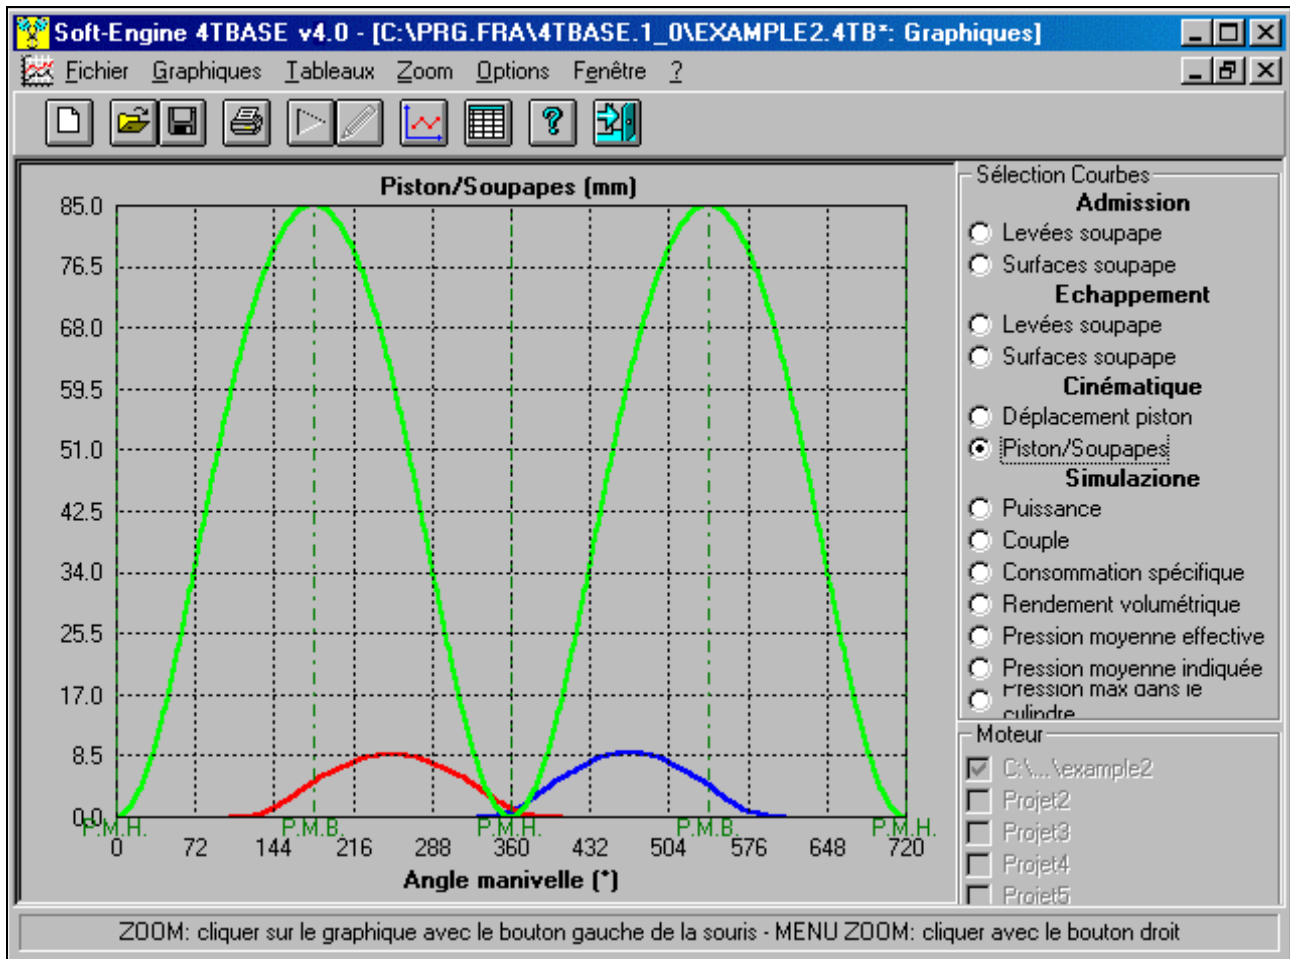 Soft-Engine 4TBASE v4.0 - [C:\PRG.FRA\4TBASE.1_0\EXAMPLE2.4TB*: Graphiques]
Fichier Graphiques Tableaux Zoom Options Fenêtre ?
Piston/Soupapes (mm)
85.0
76.5
68.0
59.5
51.0
42.5
34.0
25.5
17.0
8.5
0.0
P.M.H. P.M.B. P.M.H. P.M.B. P.M.H.
0 72 144 216 288 360 432 504 576 648 720
Angle manivelle (°)
Sélection Courbes
Admission
Levées soupape
Surfaces soupape
Echappement
Levées soupape
Surfaces soupape
Cinématique
Déplacement piston
Piston/Soupapes
Simulazione
Puissance
Couple
Consommation spécifique
Rendement volumétrique
Pression moyenne effective
Pression moyenne indiquée
Pression max dans le
culindre
Moteur
C:\...\example2
Projet2
Projet3
Projet4
Projet5
ZOOM: cliquer sur le graphique avec le bouton gauche de la souris - MENU ZOOM: cliquer avec le bouton droit